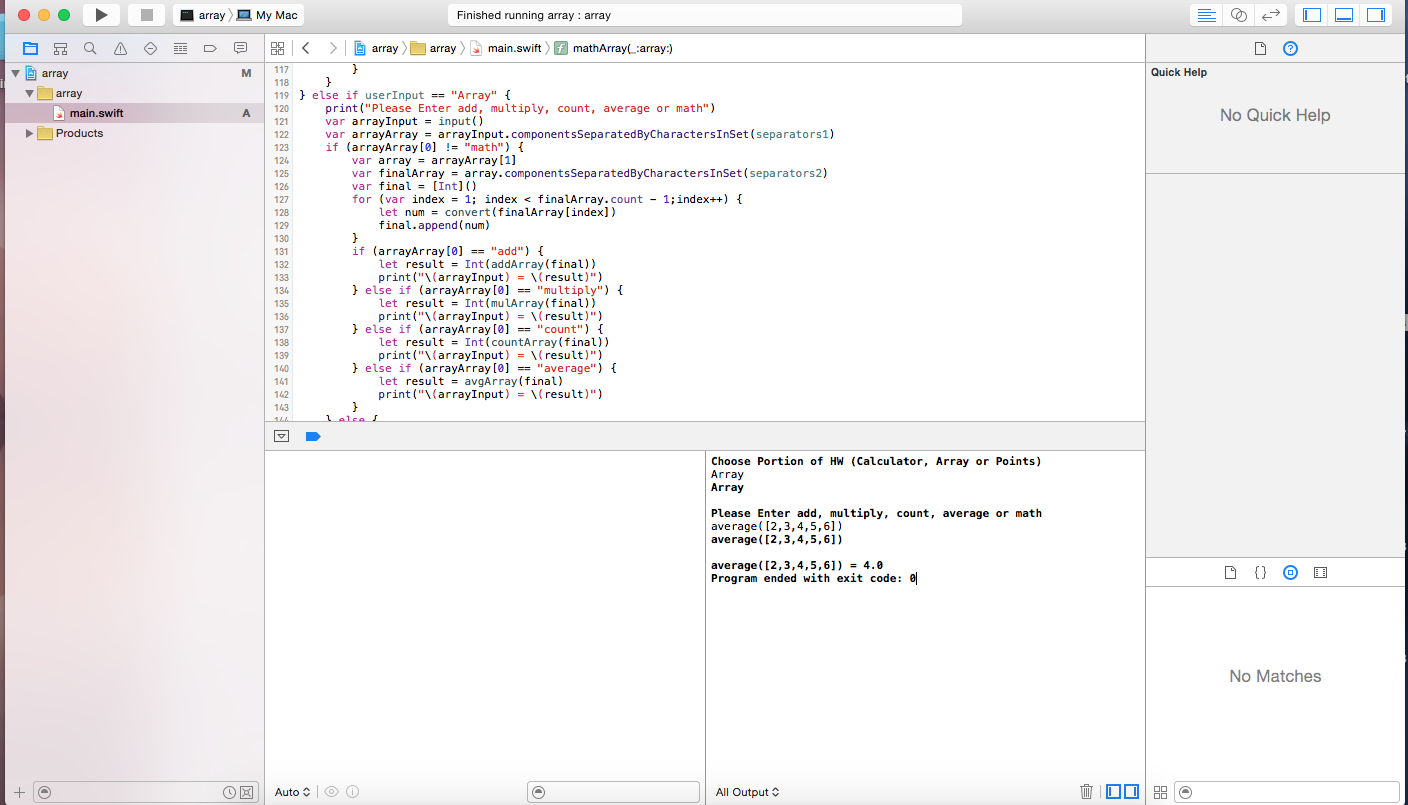 array 〉 My Mac
Finished running array : array
array 〉 array 〉 main.swift 〉 f mathArray(_:array:)
array M
array
main.swift A
Products
117 }
118 }
119 } else if userInput == "Array" {
120 print("Please Enter add, multiply, count, average or math")
121 var arrayInput = input()
122 var arrayArray = arrayInput.componentsSeparatedByCharactersInSet(separators1)
123 if (arrayArray[0] != "math") {
124 var array = arrayArray[1]
125 var finalArray = array.componentsSeparatedByCharactersInSet(separators2)
126 var final = [Int]()
127 for (var index = 1; index < finalArray.count - 1;index++) {
128 let num = convert(finalArray[index])
129 final.append(num)
130 }
131 if (arrayArray[0] == "add") {
132 let result = Int(addArray(final))
133 print("\(arrayInput) = \(result)")
134 } else if (arrayArray[0] == "multiply") {
135 let result = Int(mulArray(final))
136 print("\(arrayInput) = \(result)")
137 } else if (arrayArray[0] == "count") {
138 let result = Int(countArray(final))
139 print("\(arrayInput) = \(result)")
140 } else if (arrayArray[0] == "average") {
141 let result = avgArray(final)
142 print("\(arrayInput) = \(result)")
143 }
144 } else {
Choose Portion of HW (Calculator, Array or Points)
Array
Array
Please Enter add, multiply, count, average or math
average([2,3,4,5,6])
average([2,3,4,5,6])
average([2,3,4,5,6]) = 4.0
Program ended with exit code: 0
Auto
All Output
Quick Help
No Quick Help
{}
No Matches